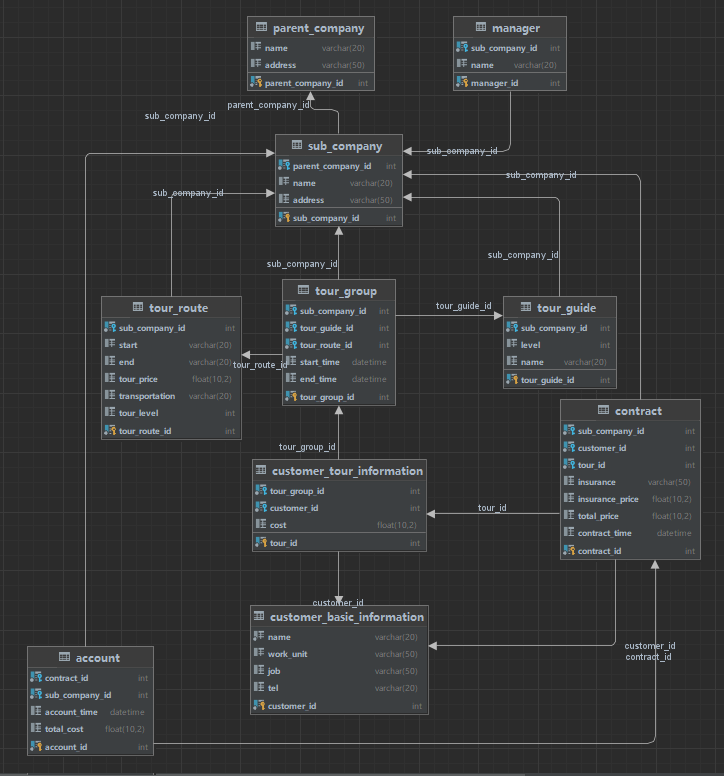 parent_company
name varchar(20)
address varchar(50)
parent_company_id int
manager
sub_company_id int
name varchar(20)
manager_id int
parent_company_id
sub_company_id
sub_company
parent_company_id int
name varchar(20)
address varchar(50)
sub_company_id int
sub_company_id
sub_company_id
sub_company_id
sub_company_id
sub_company_id
tour_route
sub_company_id int
start varchar(20)
end varchar(20)
tour_price float(10,2)
transportation varchar(20)
tour_level int
tour_route_id int
tour_group
sub_company_id int
tour_guide_id int
tour_route_id int
start_time datetime
end_time datetime
tour_group_id int
tour_guide_id
tour_route_id
tour_guide
sub_company_id int
level int
name varchar(20)
tour_guide_id int
contract
sub_company_id int
customer_id int
tour_id int
insurance varchar(50)
insurance_price float(10,2)
total_price float(10,2)
contract_time datetime
contract_id int
tour_group_id
customer_tour_information
tour_group_id int
customer_id int
cost float(10,2)
tour_id int
tour_id
customer_id
customer_basic_information
name varchar(20)
work_unit varchar(50)
job varchar(50)
tel varchar(20)
customer_id int
customer_id
contract_id
account
contract_id int
sub_company_id int
account_time datetime
total_cost float(10,2)
account_id int